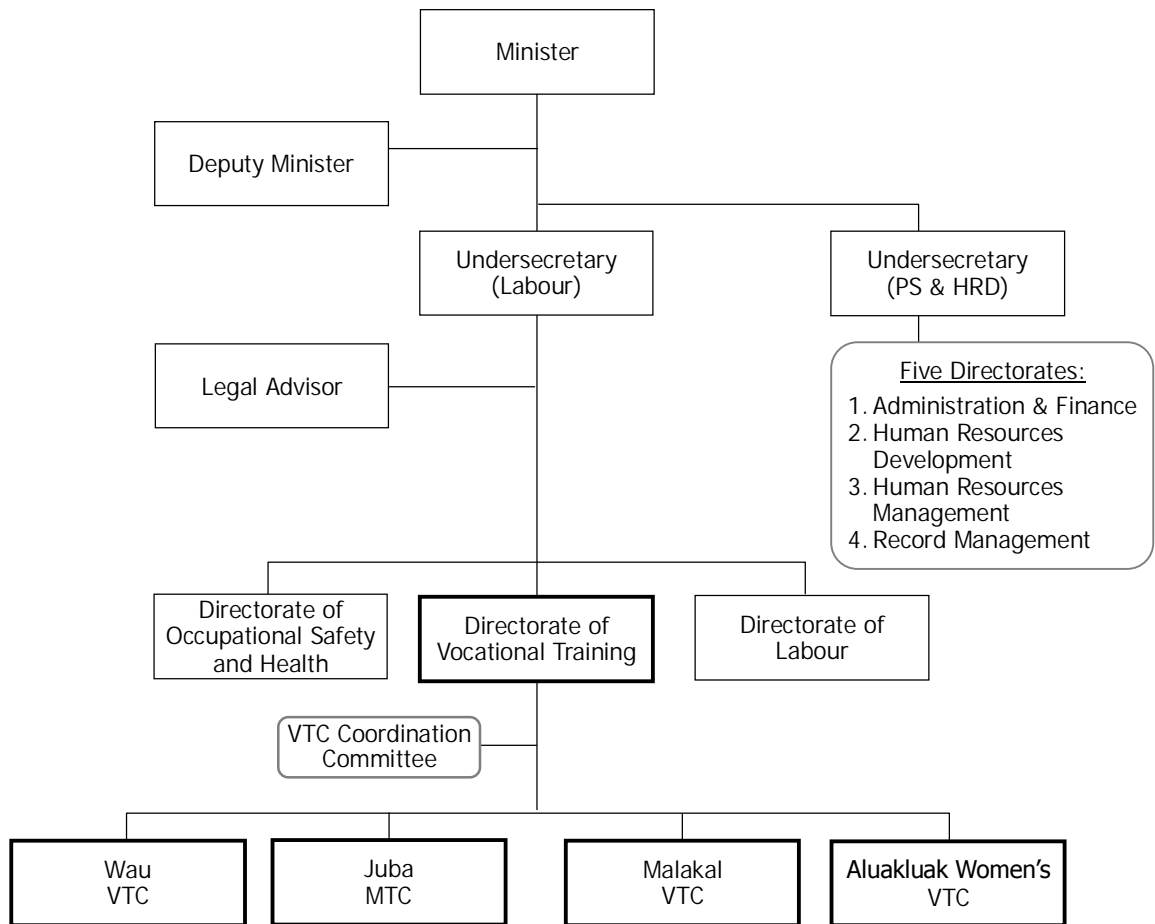 Minister
Deputy Minister
Undersecretary
(Labour)
Undersecretary
(PS & HRD)
Legal Advisor
Five Directorates:
1. Administration & Finance
2. Human Resources
Development
3. Human Resources
Management
4. Record Management
Directorate of
Occupational Safety
and Health
Directorate of
Vocational Training
Directorate of
Labour
VTC Coordination
Committee
Wau
VTC
Juba
MTC
Malakal
VTC
Aluakluak Women's
VTC